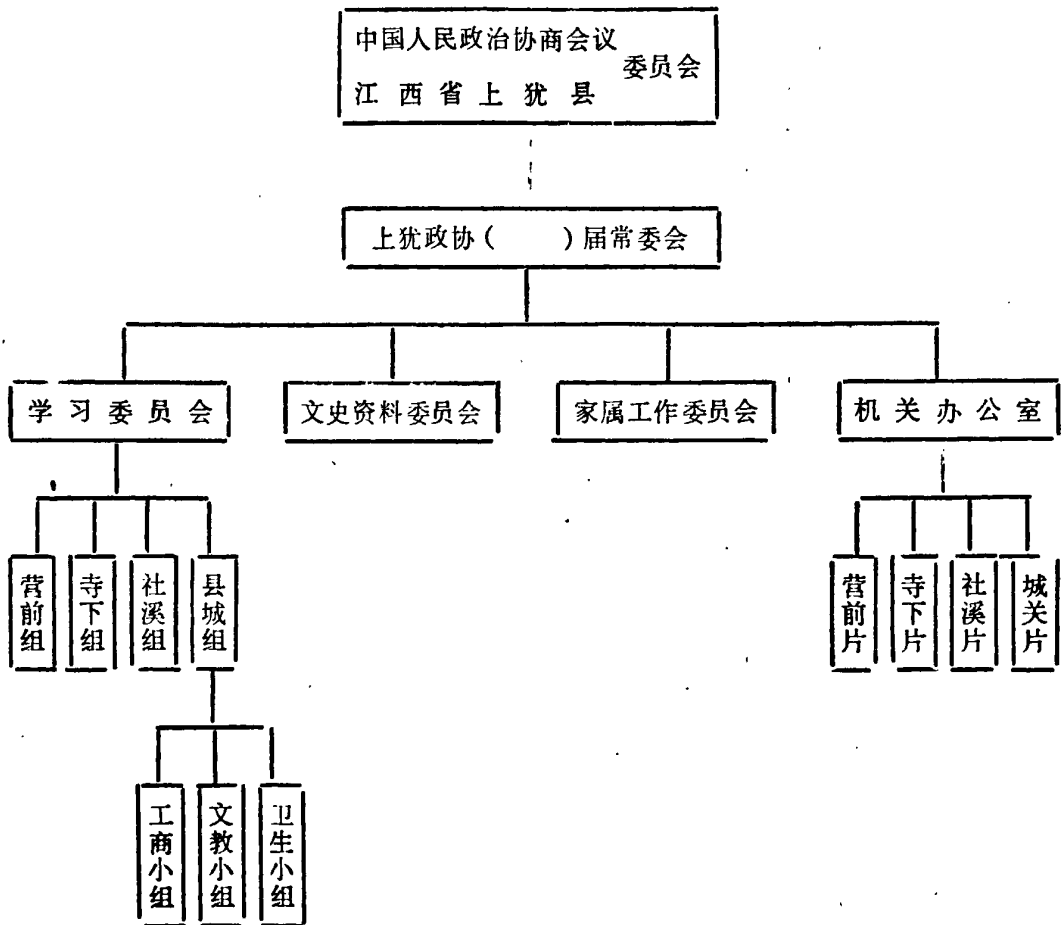 中国人民政治协商会议
江西省上犹县
委员会
上犹政协（　　）届常委会
学习委员会
文史资料委员会
家属工作委员会
机关办公室
营前组
寺下组
社溪组
县城组
营前片
寺下片
社溪片
城关片
工商小组
文教小组
卫生小组